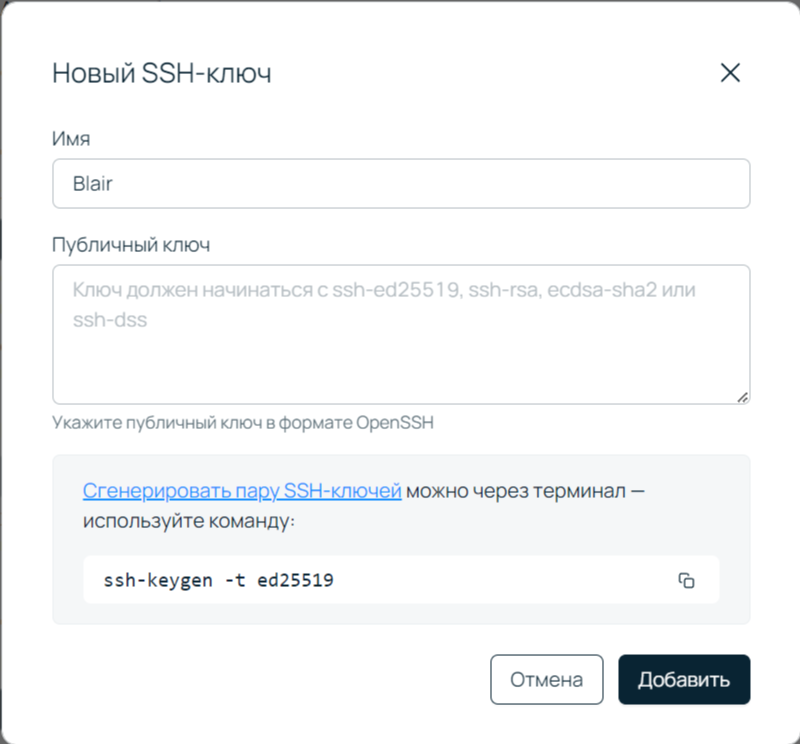 Новый SSH-ключ
Имя
Blair
Публичный ключ
Ключ должен начинаться с ssh-ed25519, ssh-rsa, ecdsa-sha2 или
ssh-dss
Укажите публичный ключ в формате OpenSSH
Сгенерировать пару SSH-ключей можно через терминал —
используйте команду:
ssh-keygen -t ed25519
Отмена
Добавить